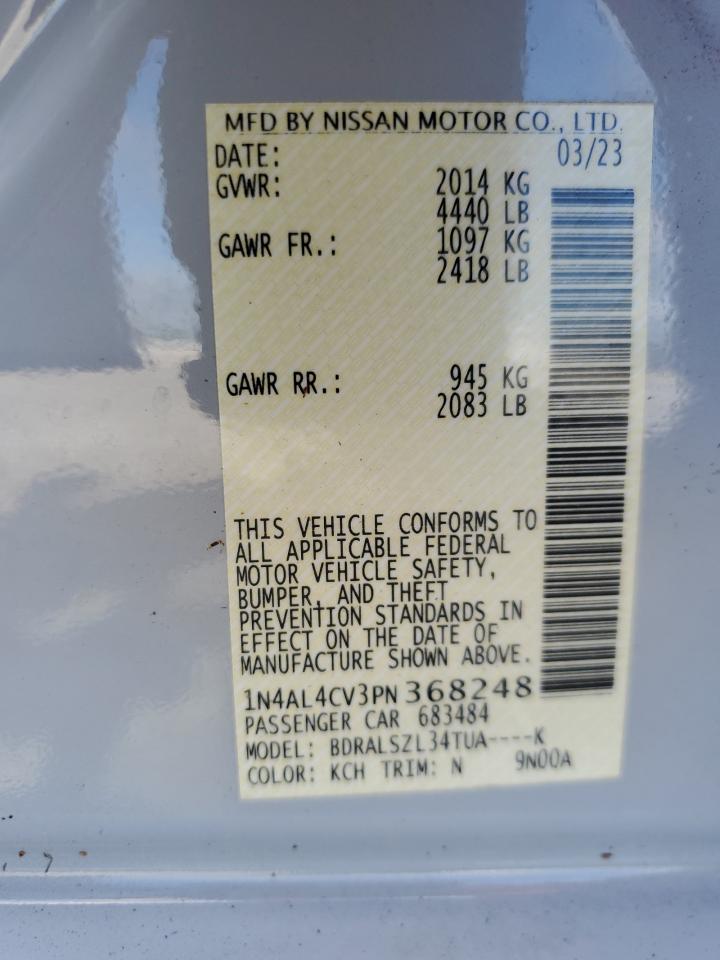 MFD BY NISSAN MOTOR CO., LTD.
DATE: 03/23
GVWR: 2014 KG
4440 LB
GAWR FR.: 1097 KG
2418 LB
GAWR RR.: 945 KG
2083 LB
THIS VEHICLE CONFORMS TO
ALL APPLICABLE FEDERAL
MOTOR VEHICLE SAFETY,
BUMPER, AND THEFT
PREVENTION STANDARDS IN
EFFECT ON THE DATE OF
MANUFACTURE SHOWN ABOVE.
1N4AL4CV3PN368248
PASSENGER CAR 683484
MODEL: BDRALSZL34TUA----K
COLOR: KCH TRIM: N 9N00A